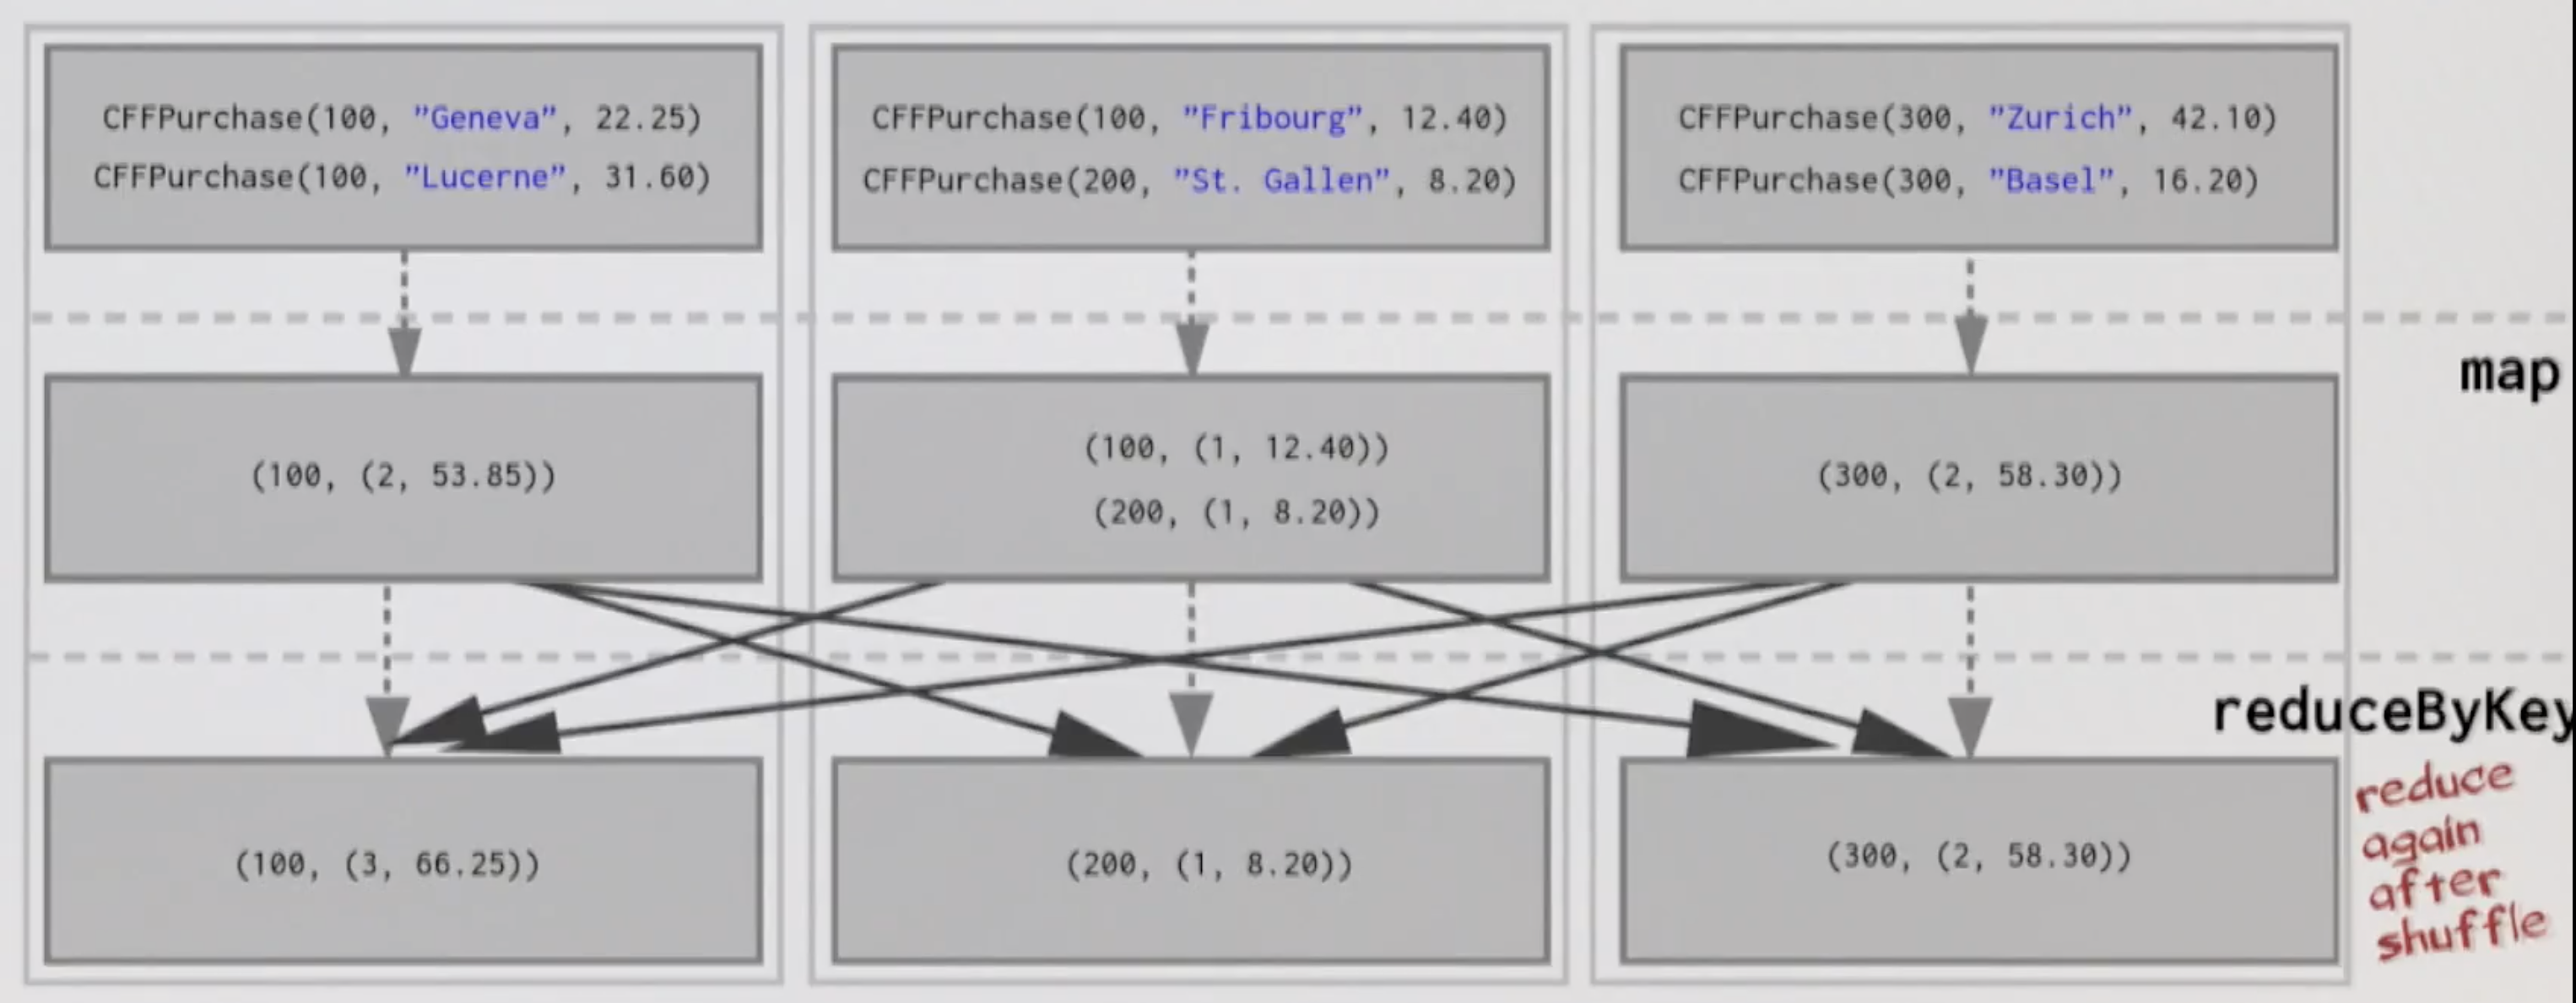 CFFPurchase(100, ”Geneva”, 22.25)
CFFPurchase(100, ”Lucerne”, 31.60)
CFFPurchase(100, ”Fribourg”, 12.40)
CFFPurchase(200, ”St. Gallen”, 8.20)
CFFPurchase(300, ”Zurich”, 42.10)
CFFPurchase(300, ”Basel”, 16.20)
map
(100, (2, 53.85))
(100, (1, 12.40))
(200, (1, 8.20))
(300, (2, 58.30))
reduceByKey
(100, (3, 66.25))
(200, (1, 8.20))
(300, (2, 58.30))
reduce
again
after
shuffle